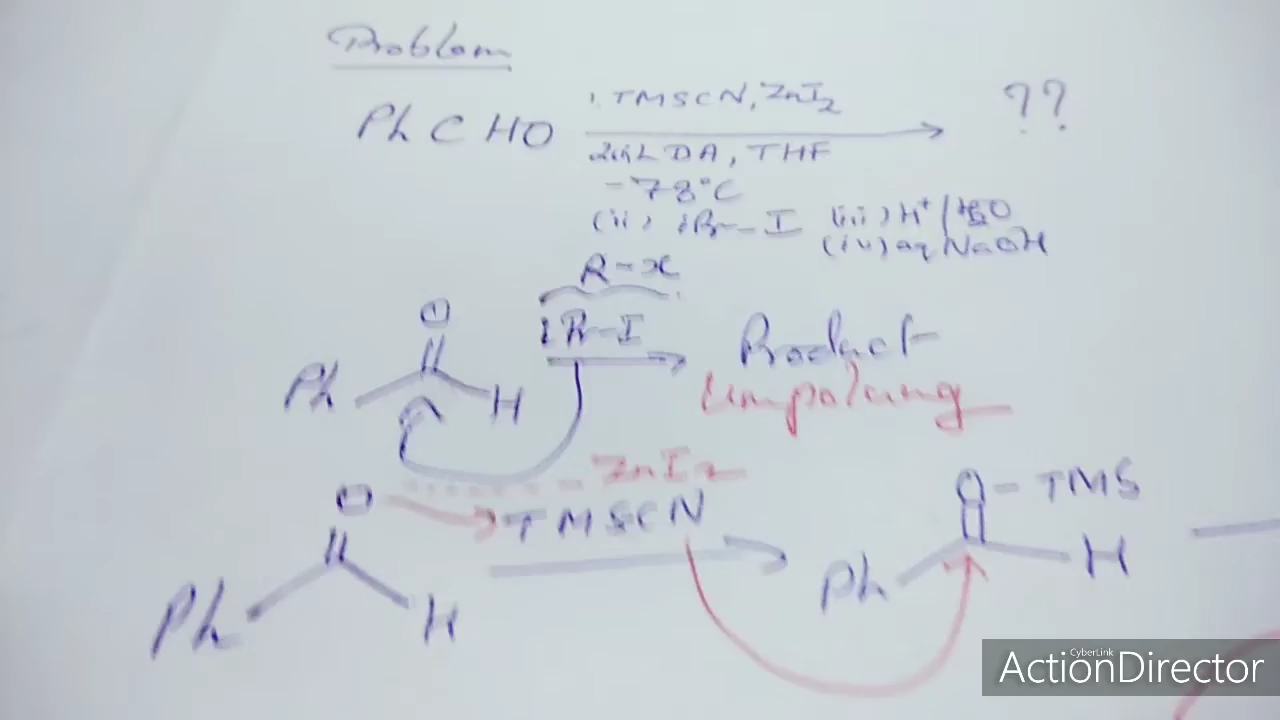 Problem
PhCHO
1. TMSCN, ZnI2
??
2(i) LDA, THF
-78°C
(ii) iPr-I (iii) H+/H2O
(iv) aq NaOH
R-x
O
iPr-I
Product
Ph
H
Umpolung
ZnI2
O
TMSCN
O-TMS
Ph
H
Ph
H
CyberLink
ActionDirector